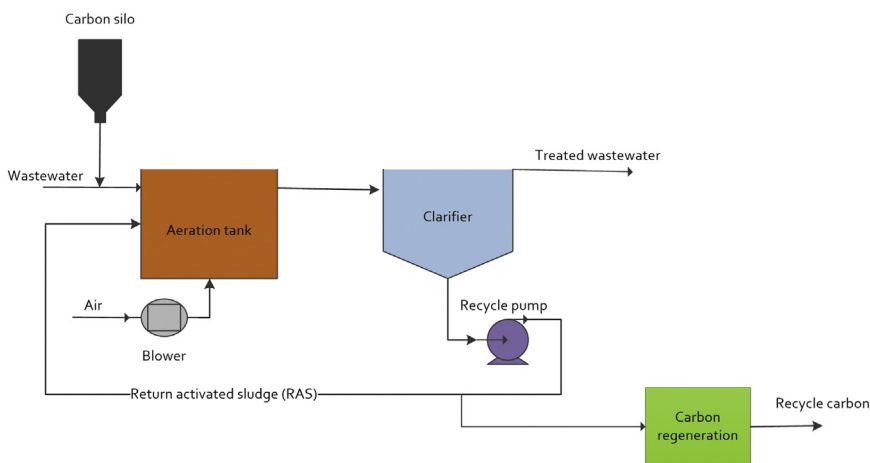 Carbon silo
Wastewater
Treated wastewater
Aeration tank
Clarifier
Air
Blower
Recycle pump
Return activated sludge (RAS)
Carbon
regeneration
Recycle carbon